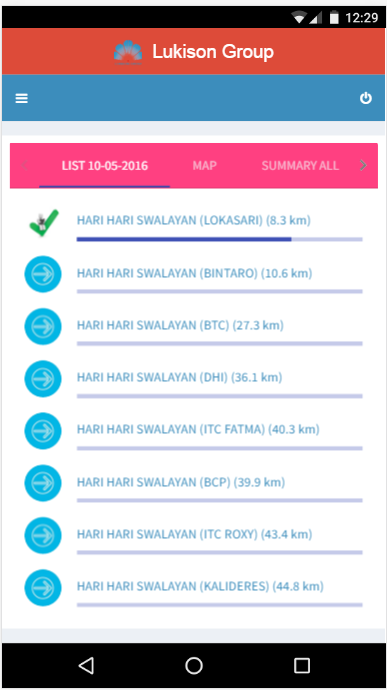 12:29
Lukison Group
LIST 10-05-2016 MAP SUMMARY ALL
HARI HARI SWALAYAN (LOKASARI) (8.3 km)
HARI HARI SWALAYAN (BINTARO) (10.6 km)
HARI HARI SWALAYAN (BTC) (27.3 km)
HARI HARI SWALAYAN (DHI) (36.1 km)
HARI HARI SWALAYAN (ITC FATMA) (40.3 km)
HARI HARI SWALAYAN (BCP) (39.9 km)
HARI HARI SWALAYAN (ITC ROXY) (43.4 km)
HARI HARI SWALAYAN (KALIDERES) (44.8 km)